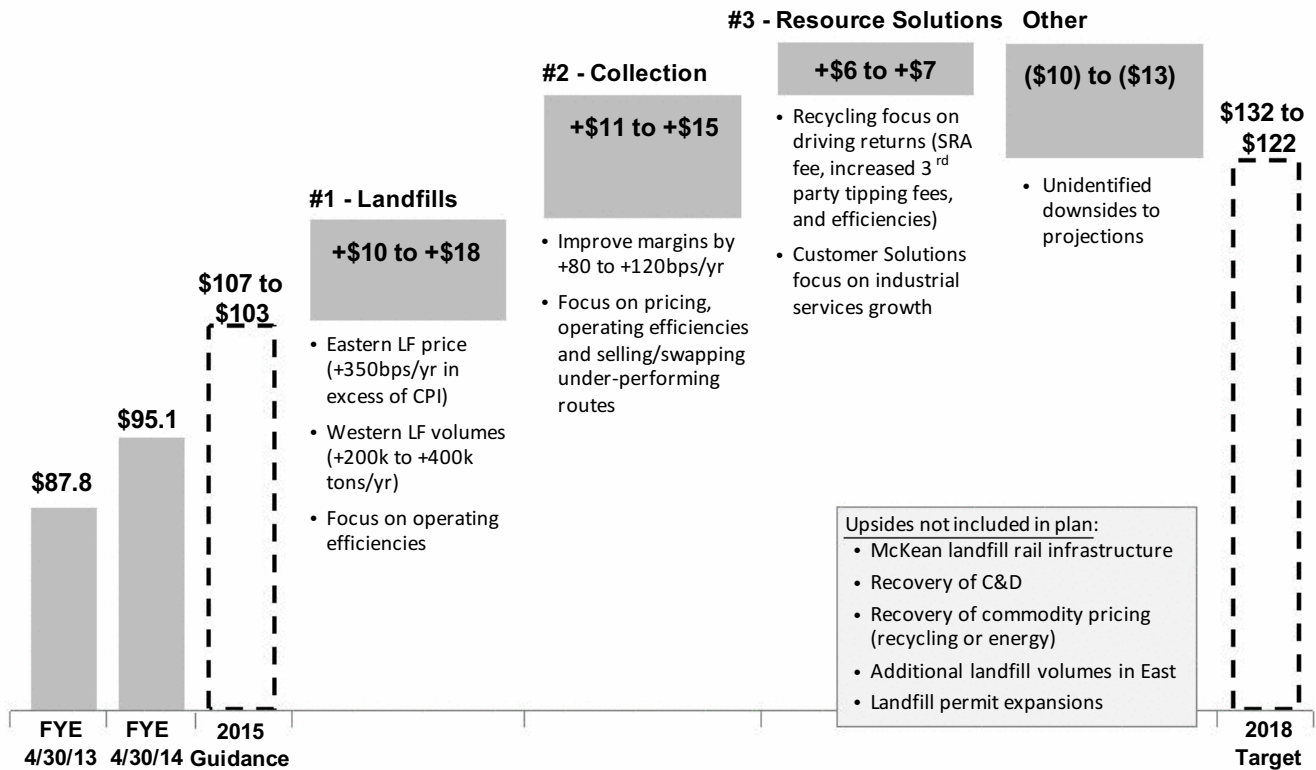 #3 - Resource Solutions
Other
+$6 to +$7
($10) to ($13)
#2 - Collection
+$11 to +$15
• Recycling focus on
driving returns (SRA
fee, increased 3rd
party tipping fees,
and efficiencies)
• Customer Solutions
focus on industrial
services growth
• Unidentified
downsides to
projections
$132 to
$122
#1 - Landfills
+$10 to +$18
• Improve margins by
+80 to +120bps/yr
• Focus on pricing,
operating efficiencies
and selling/swapping
under-performing
routes
$107 to
$103
• Eastern LF price
(+350bps/yr in
excess of CPI)
• Western LF volumes
(+200k to +400k
tons/yr)
• Focus on operating
efficiencies
$95.1
$87.8
Upsides not included in plan:
• McKean landfill rail infrastructure
• Recovery of C&D
• Recovery of commodity pricing
(recycling or energy)
• Additional landfill volumes in East
• Landfill permit expansions
FYE
4/30/13
FYE
4/30/14
2015
Guidance
2018
Target